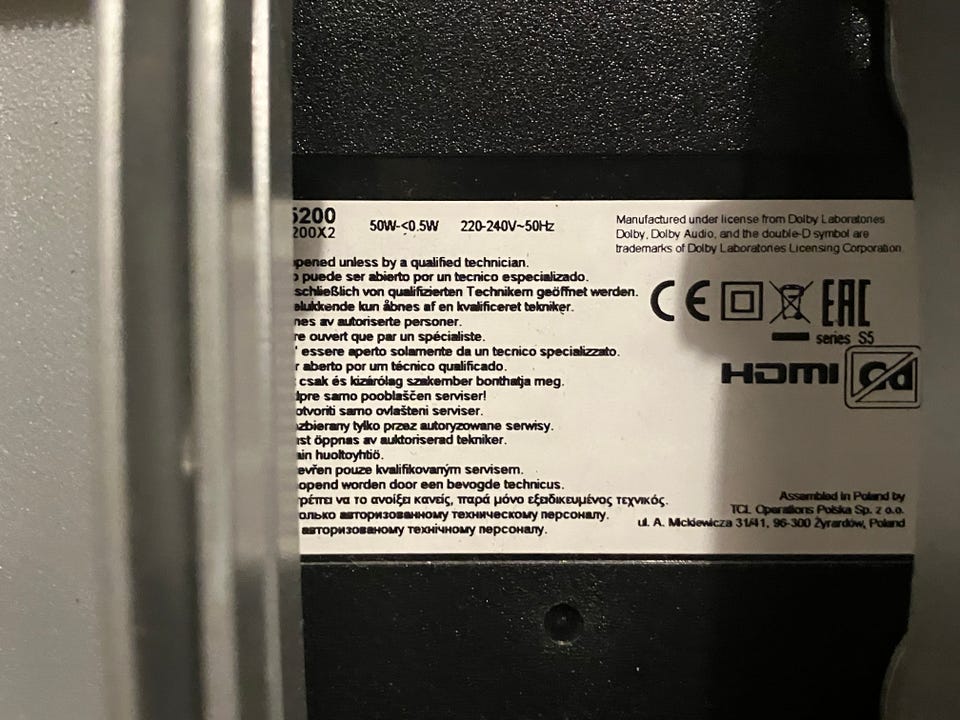 5200
200X2
50W-<0.5W 220-240V~50Hz
Manufactured under license from Dolby Laboratories
Dolby, Dolby Audio, and the double-D symbol are
trademarks of Dolby Laboratories Licensing Corporation.
pened unless by a qualified technician.
puede ser abierto por un tecnico especializado.
schließlich von qualifizierten Technikern geöffnet werden.
elukkende kun åbnes af en kvalificeret tekniker.
nes av autoriserte personer.
re ouvert que par un spécialiste.
' essere aperto solamente da un tecnico specializzato.
r aberto por um técnico qualificado.
csak és kizárólag szakember bonthatja meg.
pre samo pooblaščen serviser!
otvoriti samo ovlašteni serviser.
zbierany tylko przez autoryzowane serwisy.
st öppnas av auktoriserad tekniker.
ain huoltoyhtiö.
evřen pouze kvalifikovaným servisem.
opend worden door een bevogde technicus.
ρέπει να το ανοίξει κανείς, παρά μόνο εξειδικευμένος τεχνικός.
олько авторизованному техническому персоналу.
авторизованому технічному персоналу.
CE EAC
series S5
HDMI Cd
Assembled in Poland by
TCL Operations Polska Sp. z o.o.
ul. A. Mickiewicza 31/41, 96-300 Żyrardów, Poland